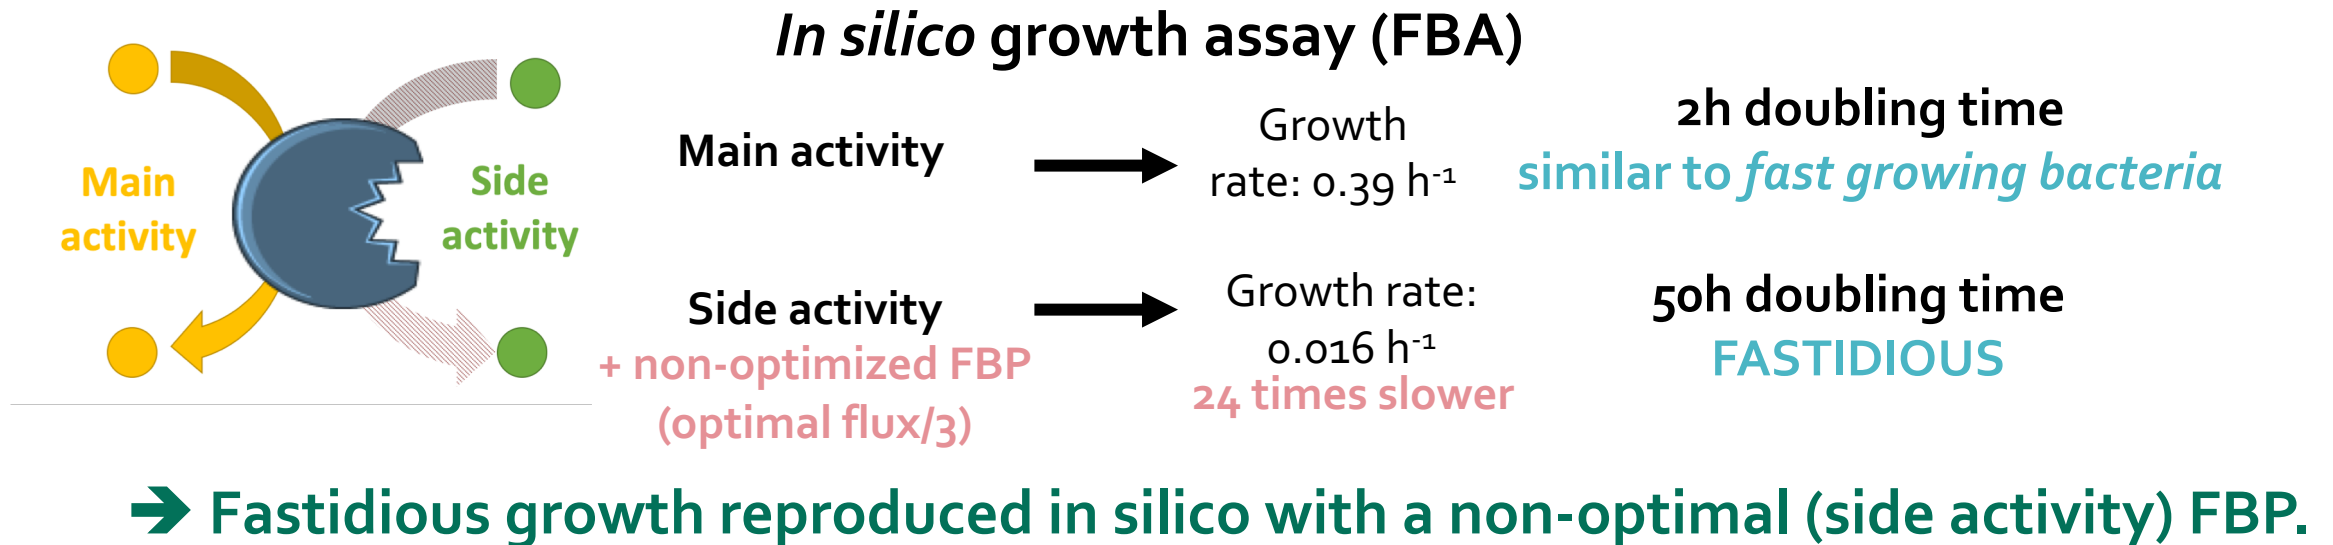 In silico growth assay (FBA)
Main
activity
Side
activity
Main activity
Growth
rate: 0.39 h⁻¹
2h doubling time
similar to fast growing bacteria
Side activity
+ non-optimized FBP
(optimal flux/3)
Growth rate:
0.016 h⁻¹
24 times slower
50h doubling time
FASTIDIOUS
➔ Fastidious growth reproduced in silico with a non-optimal (side activity) FBP.